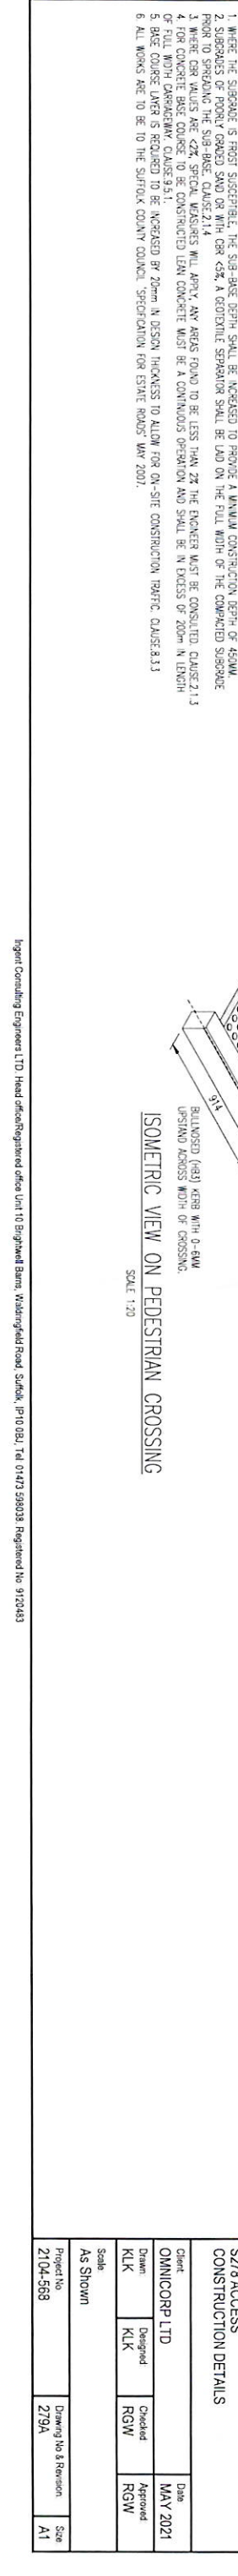 1. WHERE THE SUBGRADE IS FROST SUSCEPTIBLE, THE SUB-BASE DEPTH SHALL BE INCREASED TO PROVIDE A MINIMUM CONSTRUCTION DEPTH OF 450MM.
2. SUBGRADES OF POORLY GRADED SAND OR WITH CBR <5%, A GEOTEXTILE SEPARATOR SHALL BE LAID ON THE FULL WIDTH OF THE COMPACTED SUBGRADE
PRIOR TO SPREADING THE SUB-BASE. CLAUSE.2.1.4
3. WHERE CBR VALUES ARE <2%, SPECIAL MEASURES WILL APPLY, ANY AREAS FOUND TO BE LESS THAN 2% THE ENGINEER MUST BE CONSULTED. CLAUSE.2.1.3
4. FOR CONCRETE BASE COURSE TO BE CONSTRUCTED LEAN CONCRETE MUST BE A CONTINUOUS OPERATION AND SHALL BE IN EXCESS OF 200m IN LENGTH
OF FULL WIDTH CARRIAGEWAY. CLAUSE.9.5.1.
5. BASE COURSE LAYER IS REQUIRED TO BE INCREASED BY 20mm IN DESIGN THICKNESS TO ALLOW FOR ON-SITE CONSTRUCTION TRAFFIC. CLAUSE.8.3.3
6. ALL WORKS ARE TO BE TO THE SUFFOLK COUNTY COUNCIL 'SPECIFICATION FOR ESTATE ROADS' MAY 2007.
914
BULLNOSED (HB3) KERB WITH 0-6MM
UPSTAND ACROSS WIDTH OF CROSSING.
ISOMETRIC VIEW ON PEDESTRIAN CROSSING
SCALE 1:20
S278 ACCESS
CONSTRUCTION DETAILS
Client: Date
OMNICORP LTD MAY 2021
Drawn: Designed Checked Approved
KLK KLK RGW RGW
Scale:
As Shown
Project No Drawing No & Revision. Size
2104-568 279A A1
Ingent Consulting Engineers LTD. Head office/Registered office Unit 10 Brightwell Barns, Waldringfield Road, Suffolk, IP10 0BJ, Tel 01473 598038. Registered No 9120483